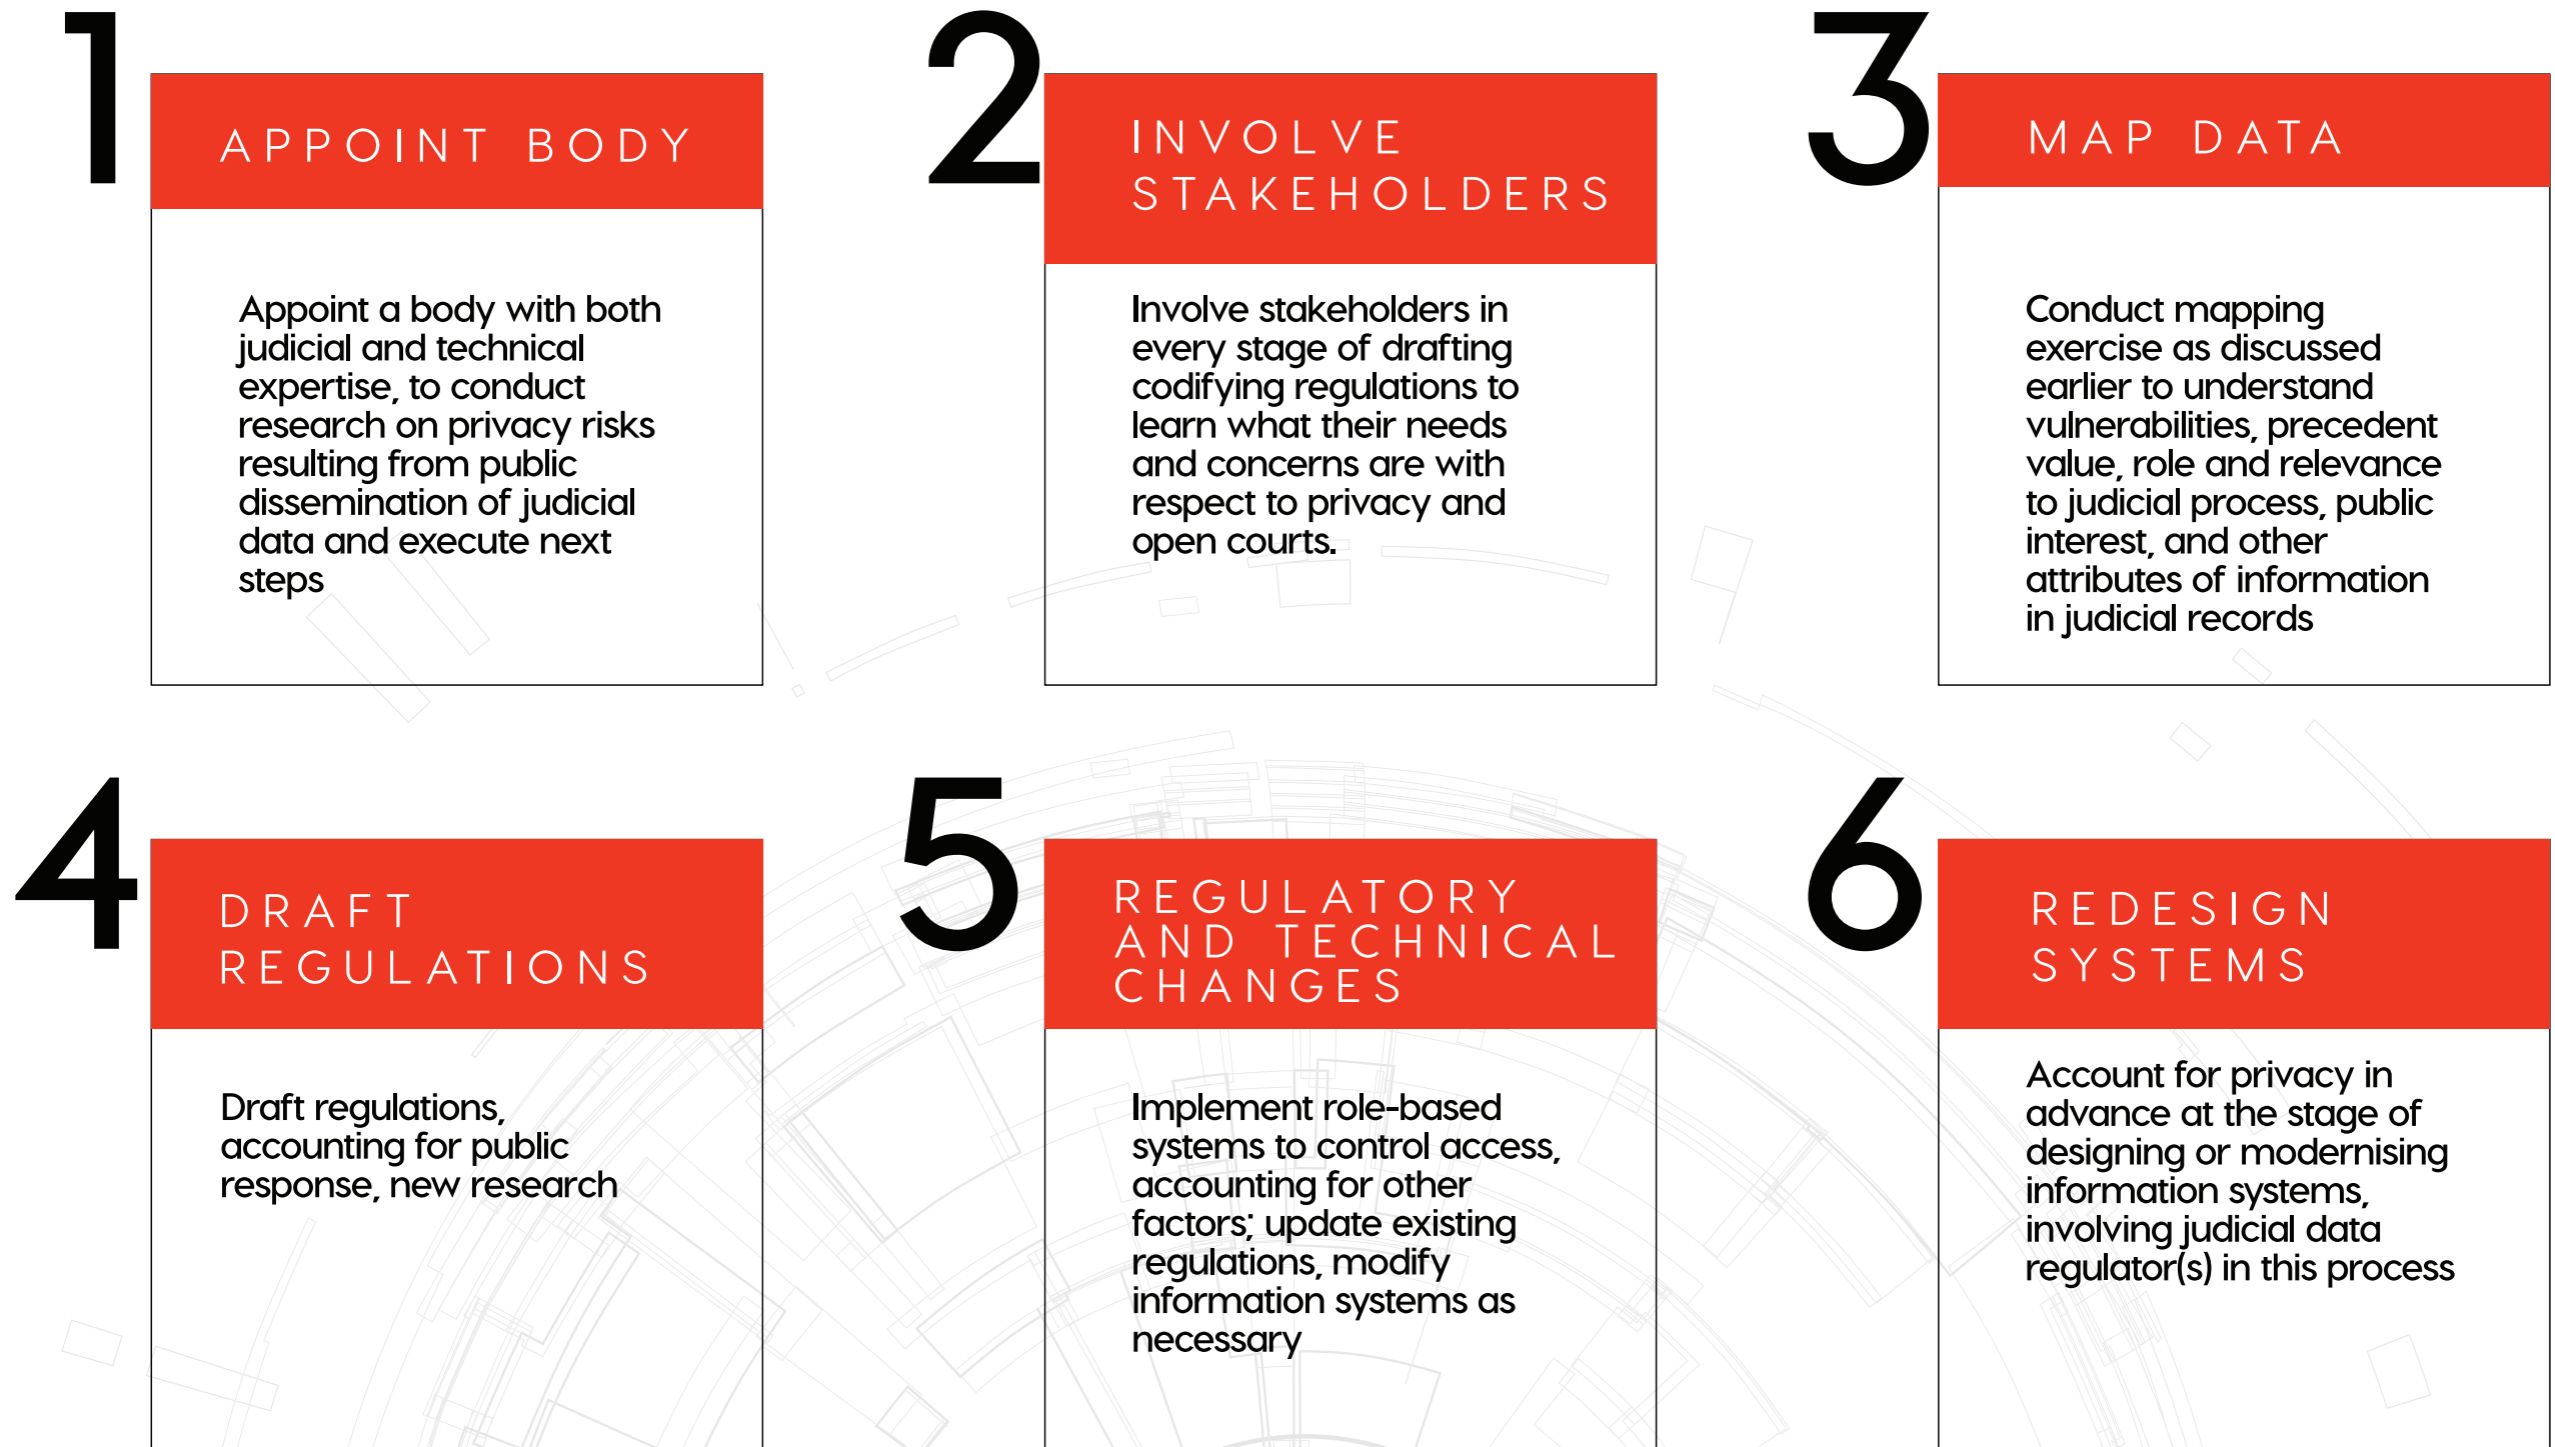 1
APPOINT BODY
Appoint a body with both
judicial and technical
expertise, to conduct
research on privacy risks
resulting from public
dissemination of judicial
data and execute next
steps
2
INVOLVE
STAKEHOLDERS
Involve stakeholders in
every stage of drafting
codifying regulations to
learn what their needs
and concerns are with
respect to privacy and
open courts.
3
MAP DATA
Conduct mapping
exercise as discussed
earlier to understand
vulnerabilities, precedent
value, role and relevance
to judicial process, public
interest, and other
attributes of information
in judicial records
4
DRAFT
REGULATIONS
Draft regulations,
accounting for public
response, new research
5
REGULATORY
AND TECHNICAL
CHANGES
Implement role-based
systems to control access,
accounting for other
factors; update existing
regulations, modify
information systems as
necessary
6
REDESIGN
SYSTEMS
Account for privacy in
advance at the stage of
designing or modernising
information systems,
involving judicial data
regulator(s) in this process